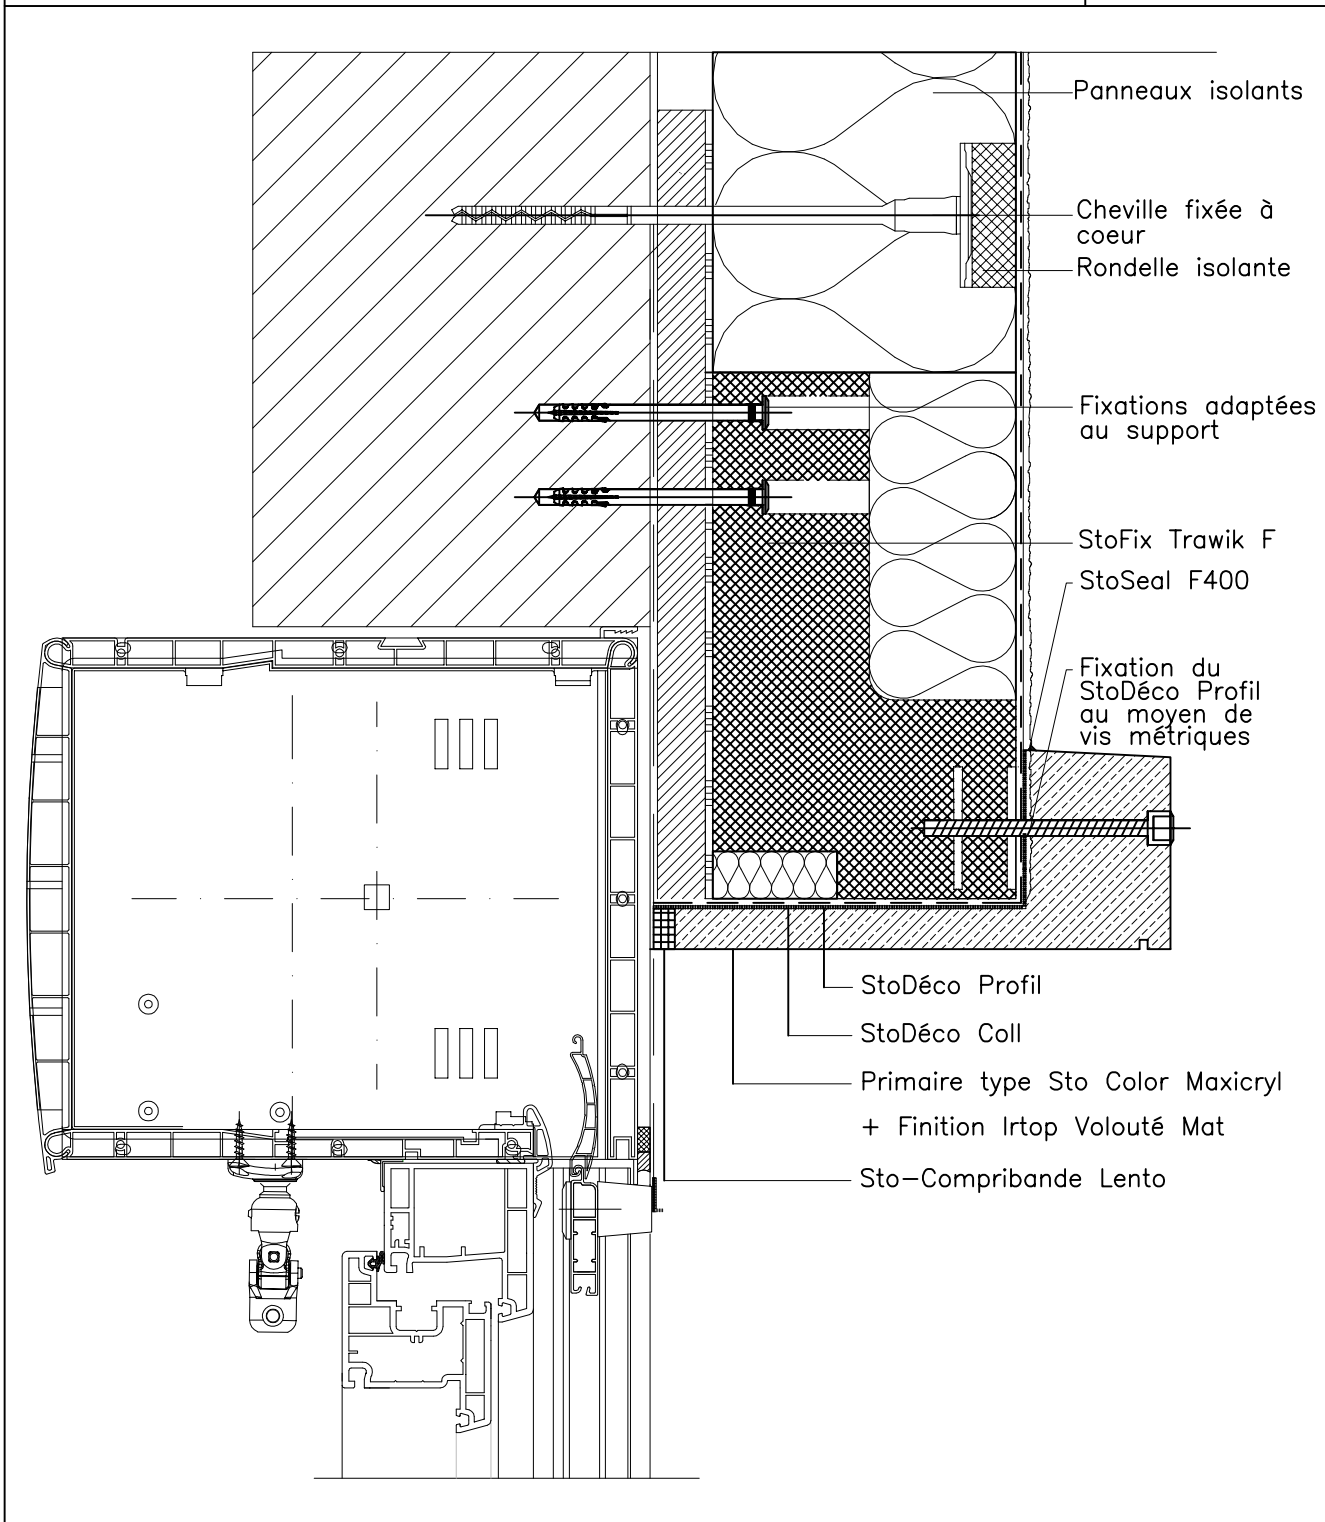 Panneaux isolants
Cheville fixée à
coeur
Rondelle isolante
Fixations adaptées
au support
StoFix Trawik F
StoSeal F400
Fixation du
StoDéco Profil
au moyen de
vis métriques
StoDéco Profil
StoDéco Coll
Primaire type Sto Color Maxicryl
+ Finition Irtop Volouté Mat
Sto-Compribande Lento